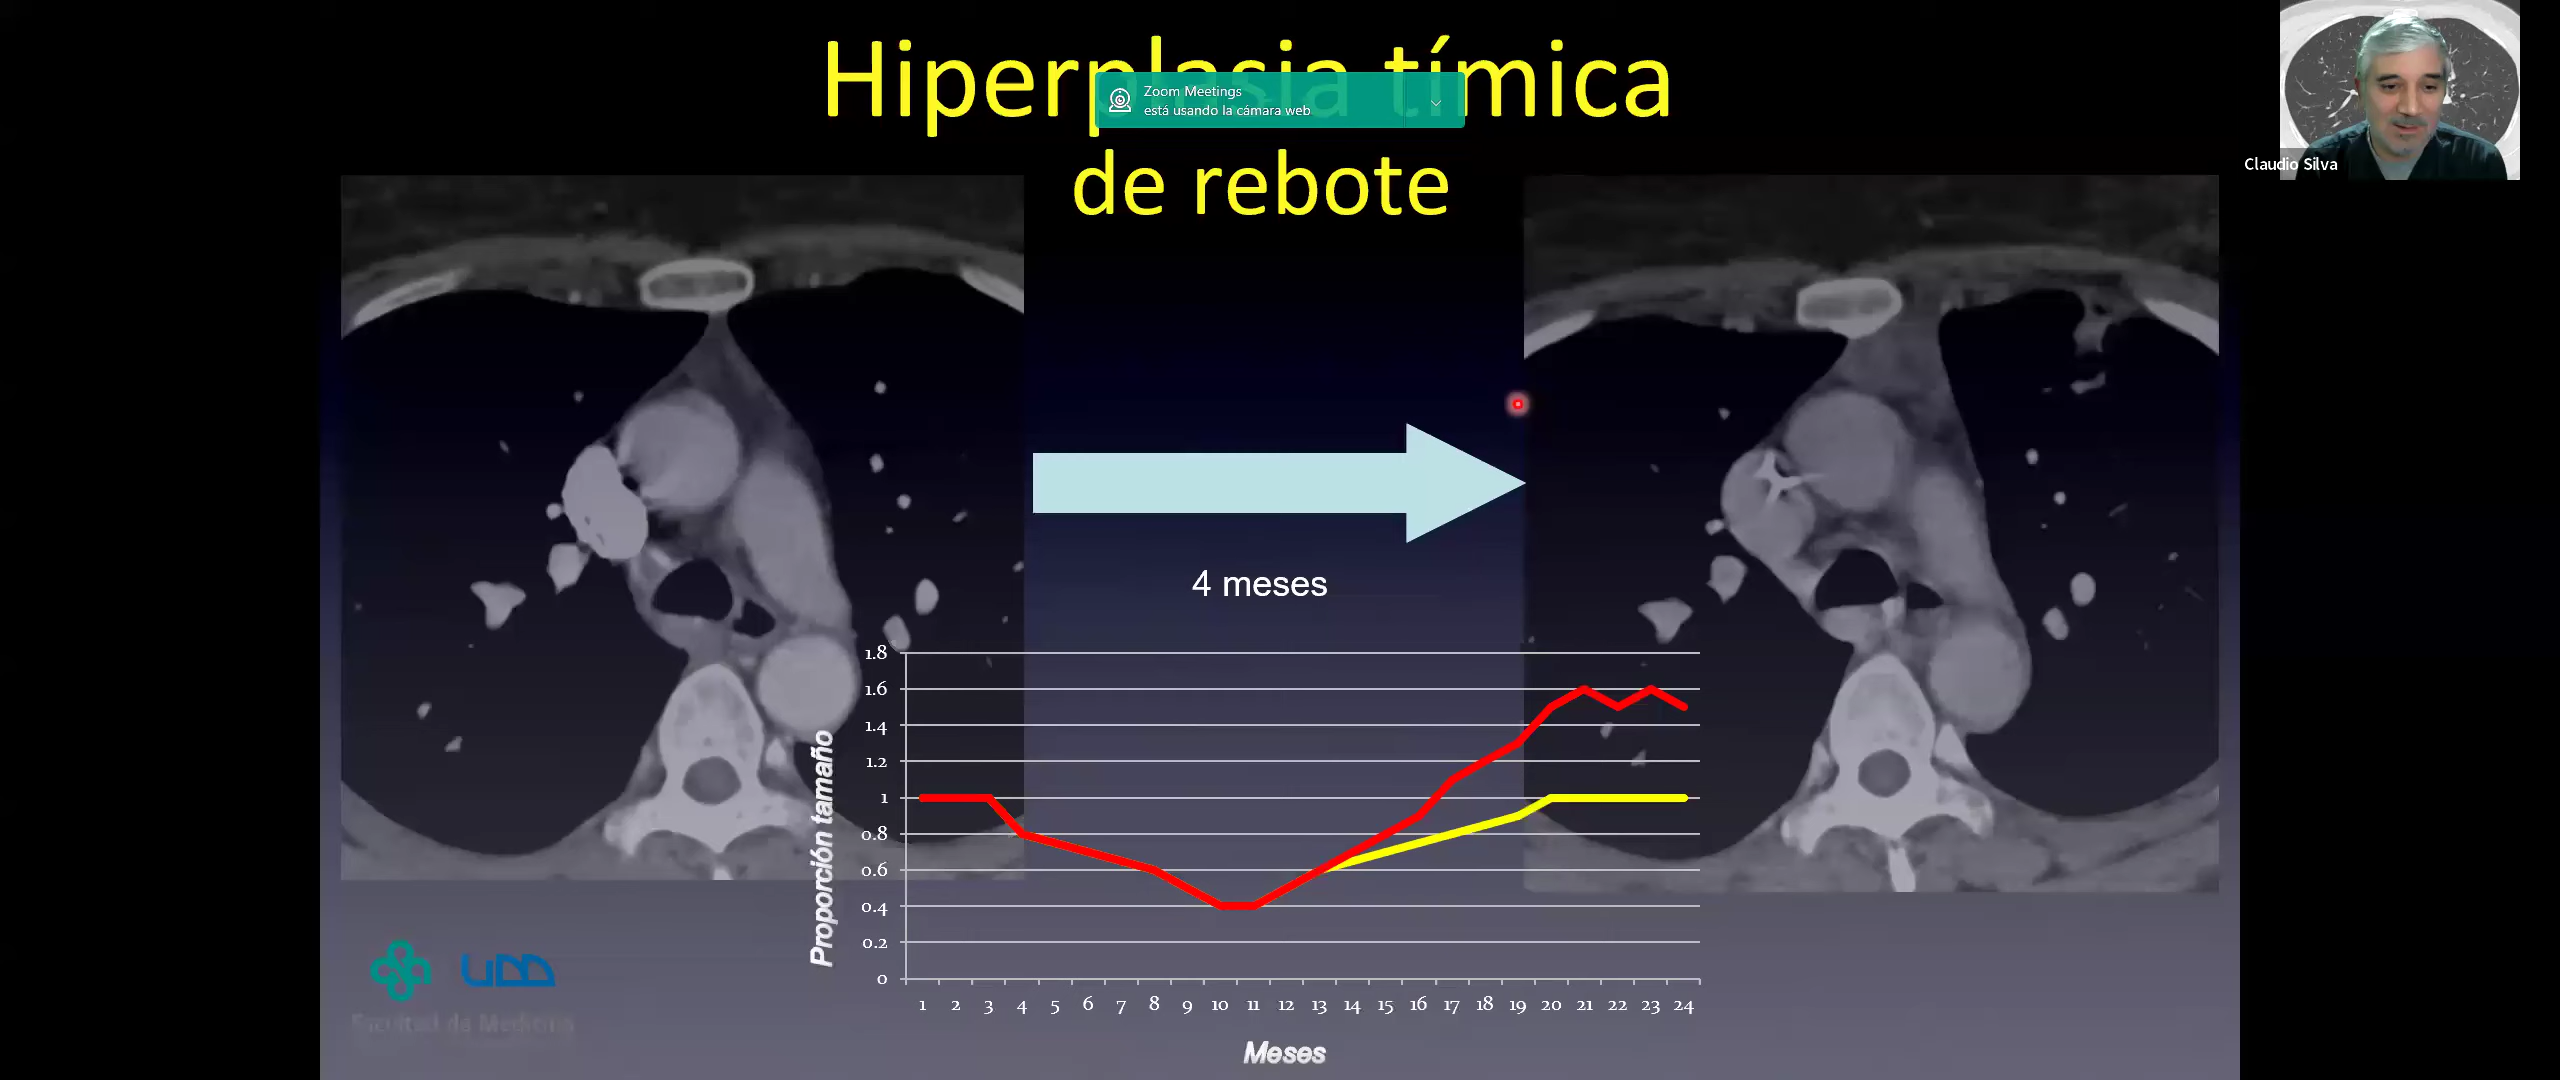 Hiperplasia tímica
Zoom Meetings
está usando la cámara web
de rebote
Claudio Silva
4 meses
1.8
1.6
1.4
1.2
1
0.8
0.6
0.4
0.2
0
Proporción tamaño
1 2 3 4 5 6 7 8 9 10 11 12 13 14 15 16 17 18 19 20 21 22 23 24
Meses
UDD
Facultad de Medicina